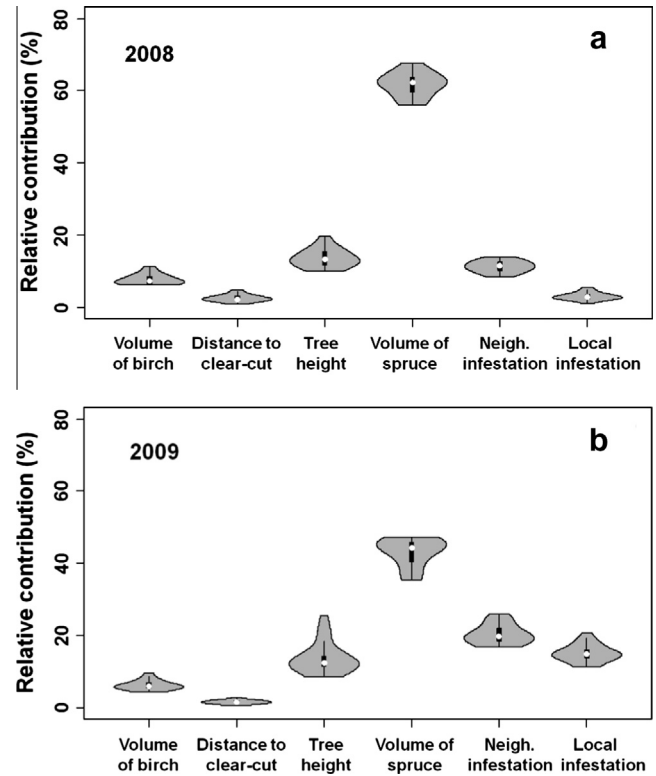 80
2008
a
60
40
20
0
Relative contribution (%)
Volume of birch
Distance to clear-cut
Tree height
Volume of spruce
Neigh. infestation
Local infestation
80
2009
b
60
40
20
0
Relative contribution (%)
Volume of birch
Distance to clear-cut
Tree height
Volume of spruce
Neigh. infestation
Local infestation